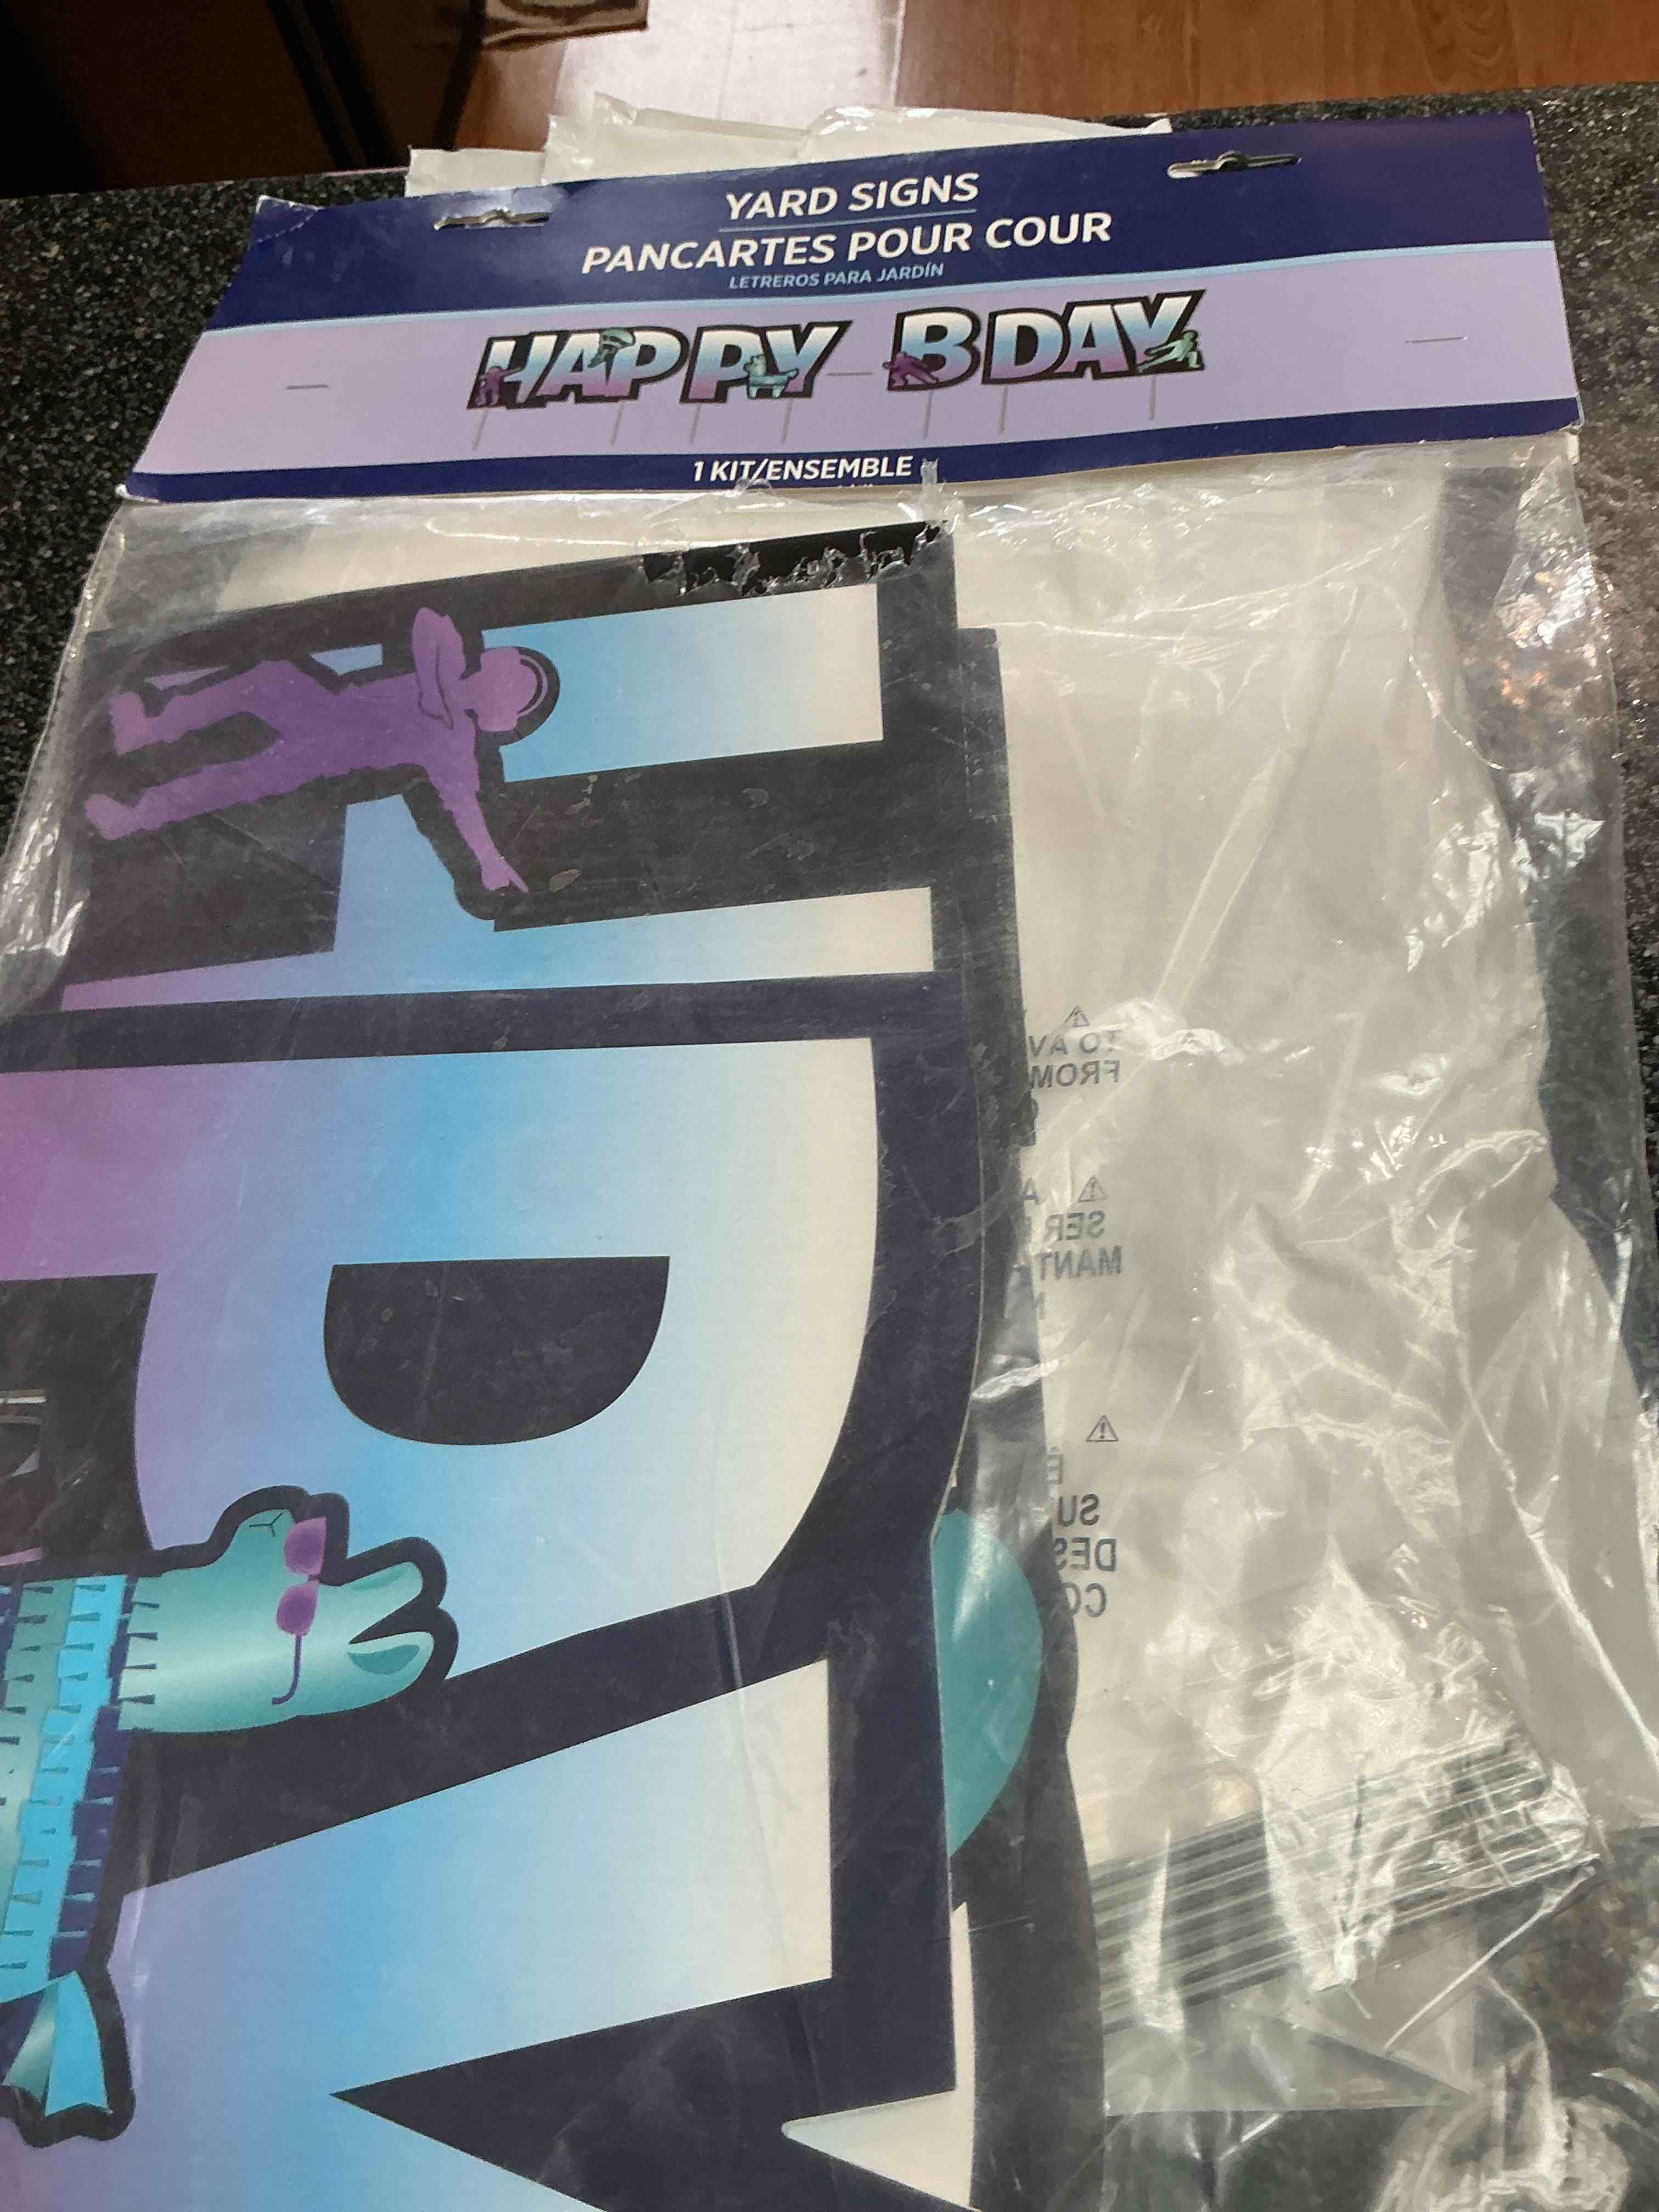 YARD SIGNS
PANCARTES POUR COUR
LETREROS PARA JARDÍN
HAPPY BDAY
1 KIT/ENSEMBLE
H
P
Y
TO AV
FROM
A
SER
MANT
SU
DES
CO